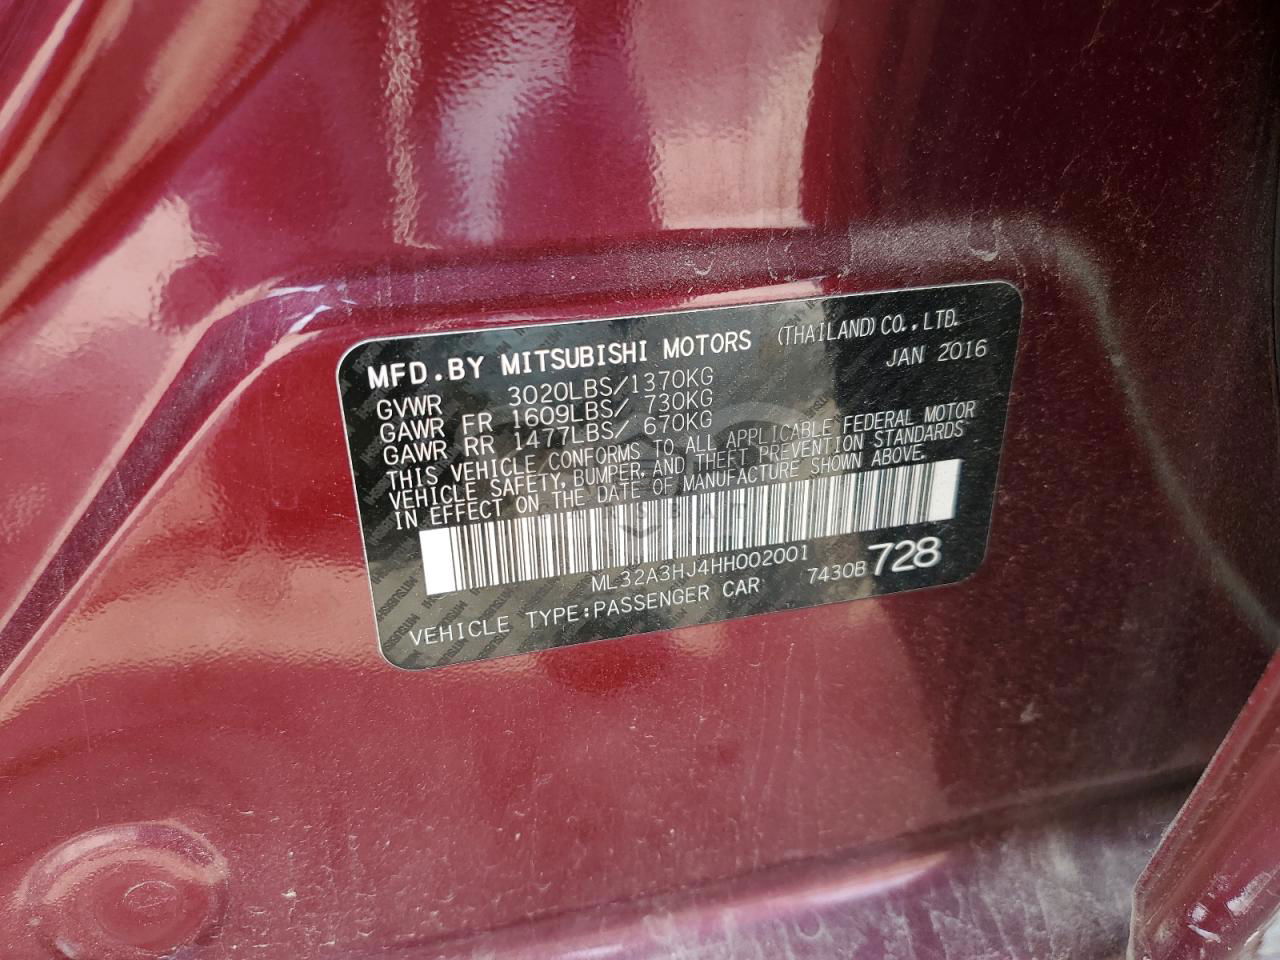 MFD.BY MITSUBISHI MOTORS (THAILAND) CO.,LTD.
JAN 2016
GVWR 3020LBS/1370KG
GAWR FR 1609LBS/ 730KG
GAWR RR 1477LBS/ 670KG
THIS VEHICLE CONFORMS TO ALL APPLICABLE FEDERAL MOTOR
VEHICLE SAFETY, BUMPER, AND THEFT PREVENTION STANDARDS
IN EFFECT ON THE DATE OF MANUFACTURE SHOWN ABOVE.
ML32A3HJ4HH002001
7430B 728
VEHICLE TYPE:PASSENGER CAR